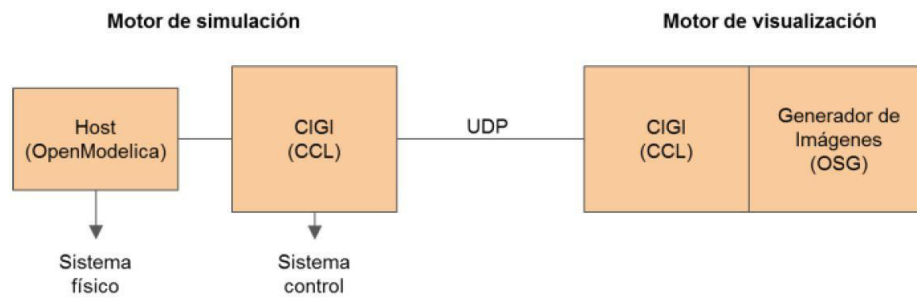 Motor de simulación
Motor de visualización
Host
(OpenModelica)
CIGI
(CCL)
UDP
CIGI
(CCL)
Generador de
Imágenes
(OSG)
Sistema
físico
Sistema
control